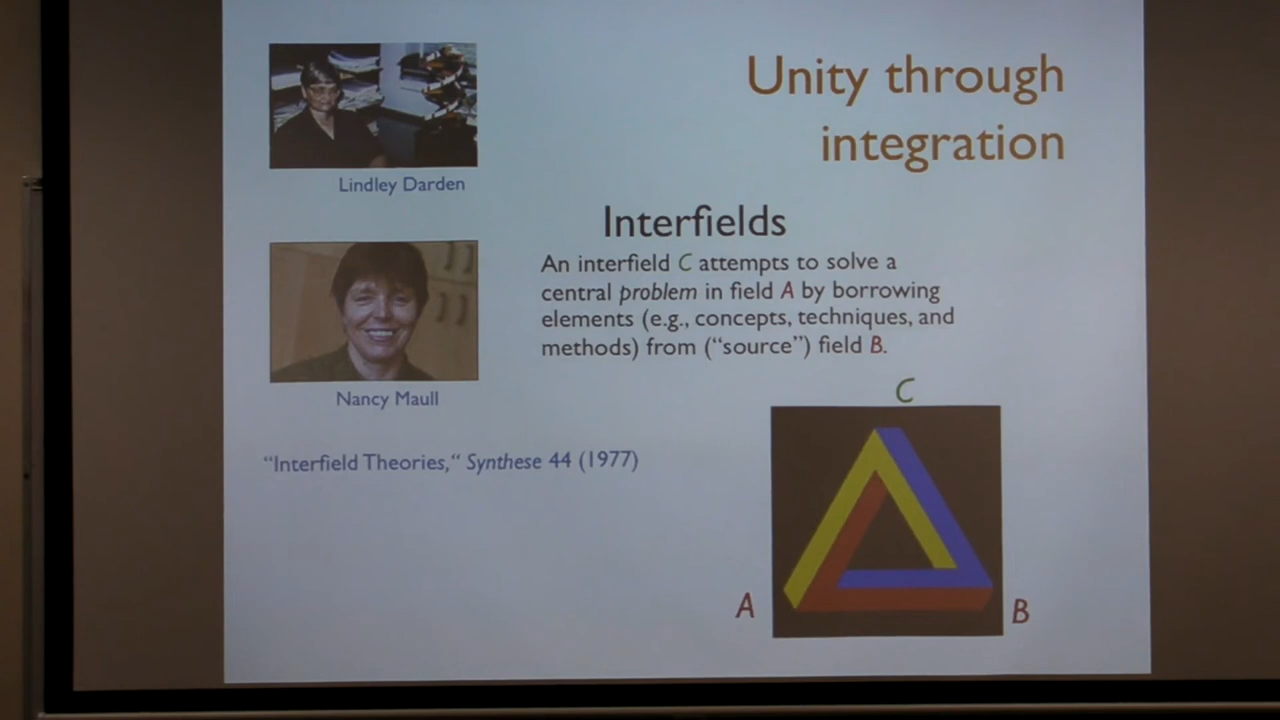 Unity through
integration
Lindley Darden
Interfields
An interfield C attempts to solve a
central problem in field A by borrowing
elements (e.g., concepts, techniques, and
methods) from (“source”) field B.
Nancy Maull
“Interfield Theories,“ Synthese 44 (1977)
C
A
B